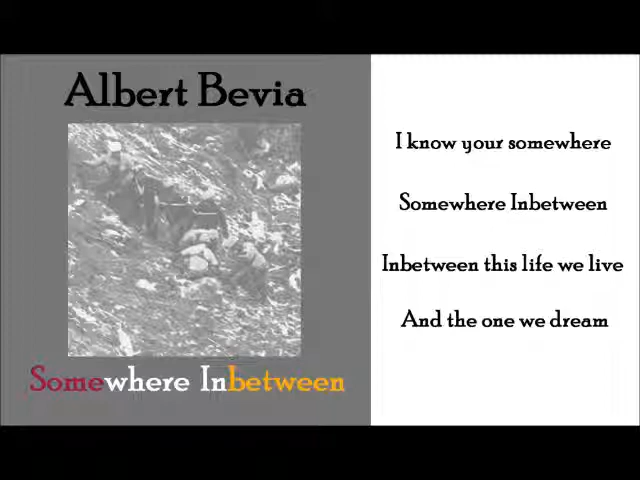 Albert Bevia
Somewhere Inbetween
I know your somewhere
Somewhere Inbetween
Inbetween this life we live
And the one we dream